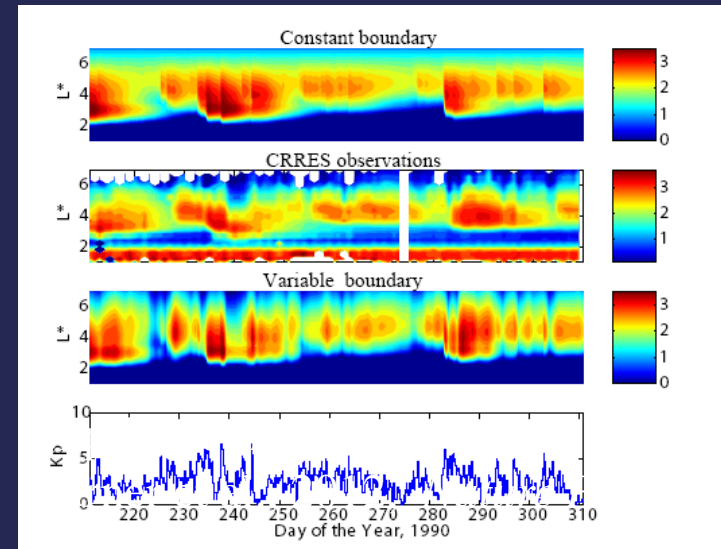 Constant boundary
L*
6
4
2
3
2
1
0
CRRES observations
L*
6
4
2
3
2
1
Variable boundary
L*
6
4
2
3
2
1
0
Kp
10
5
0
220 230 240 250 260 270 280 290 300 310
Day of the Year, 1990